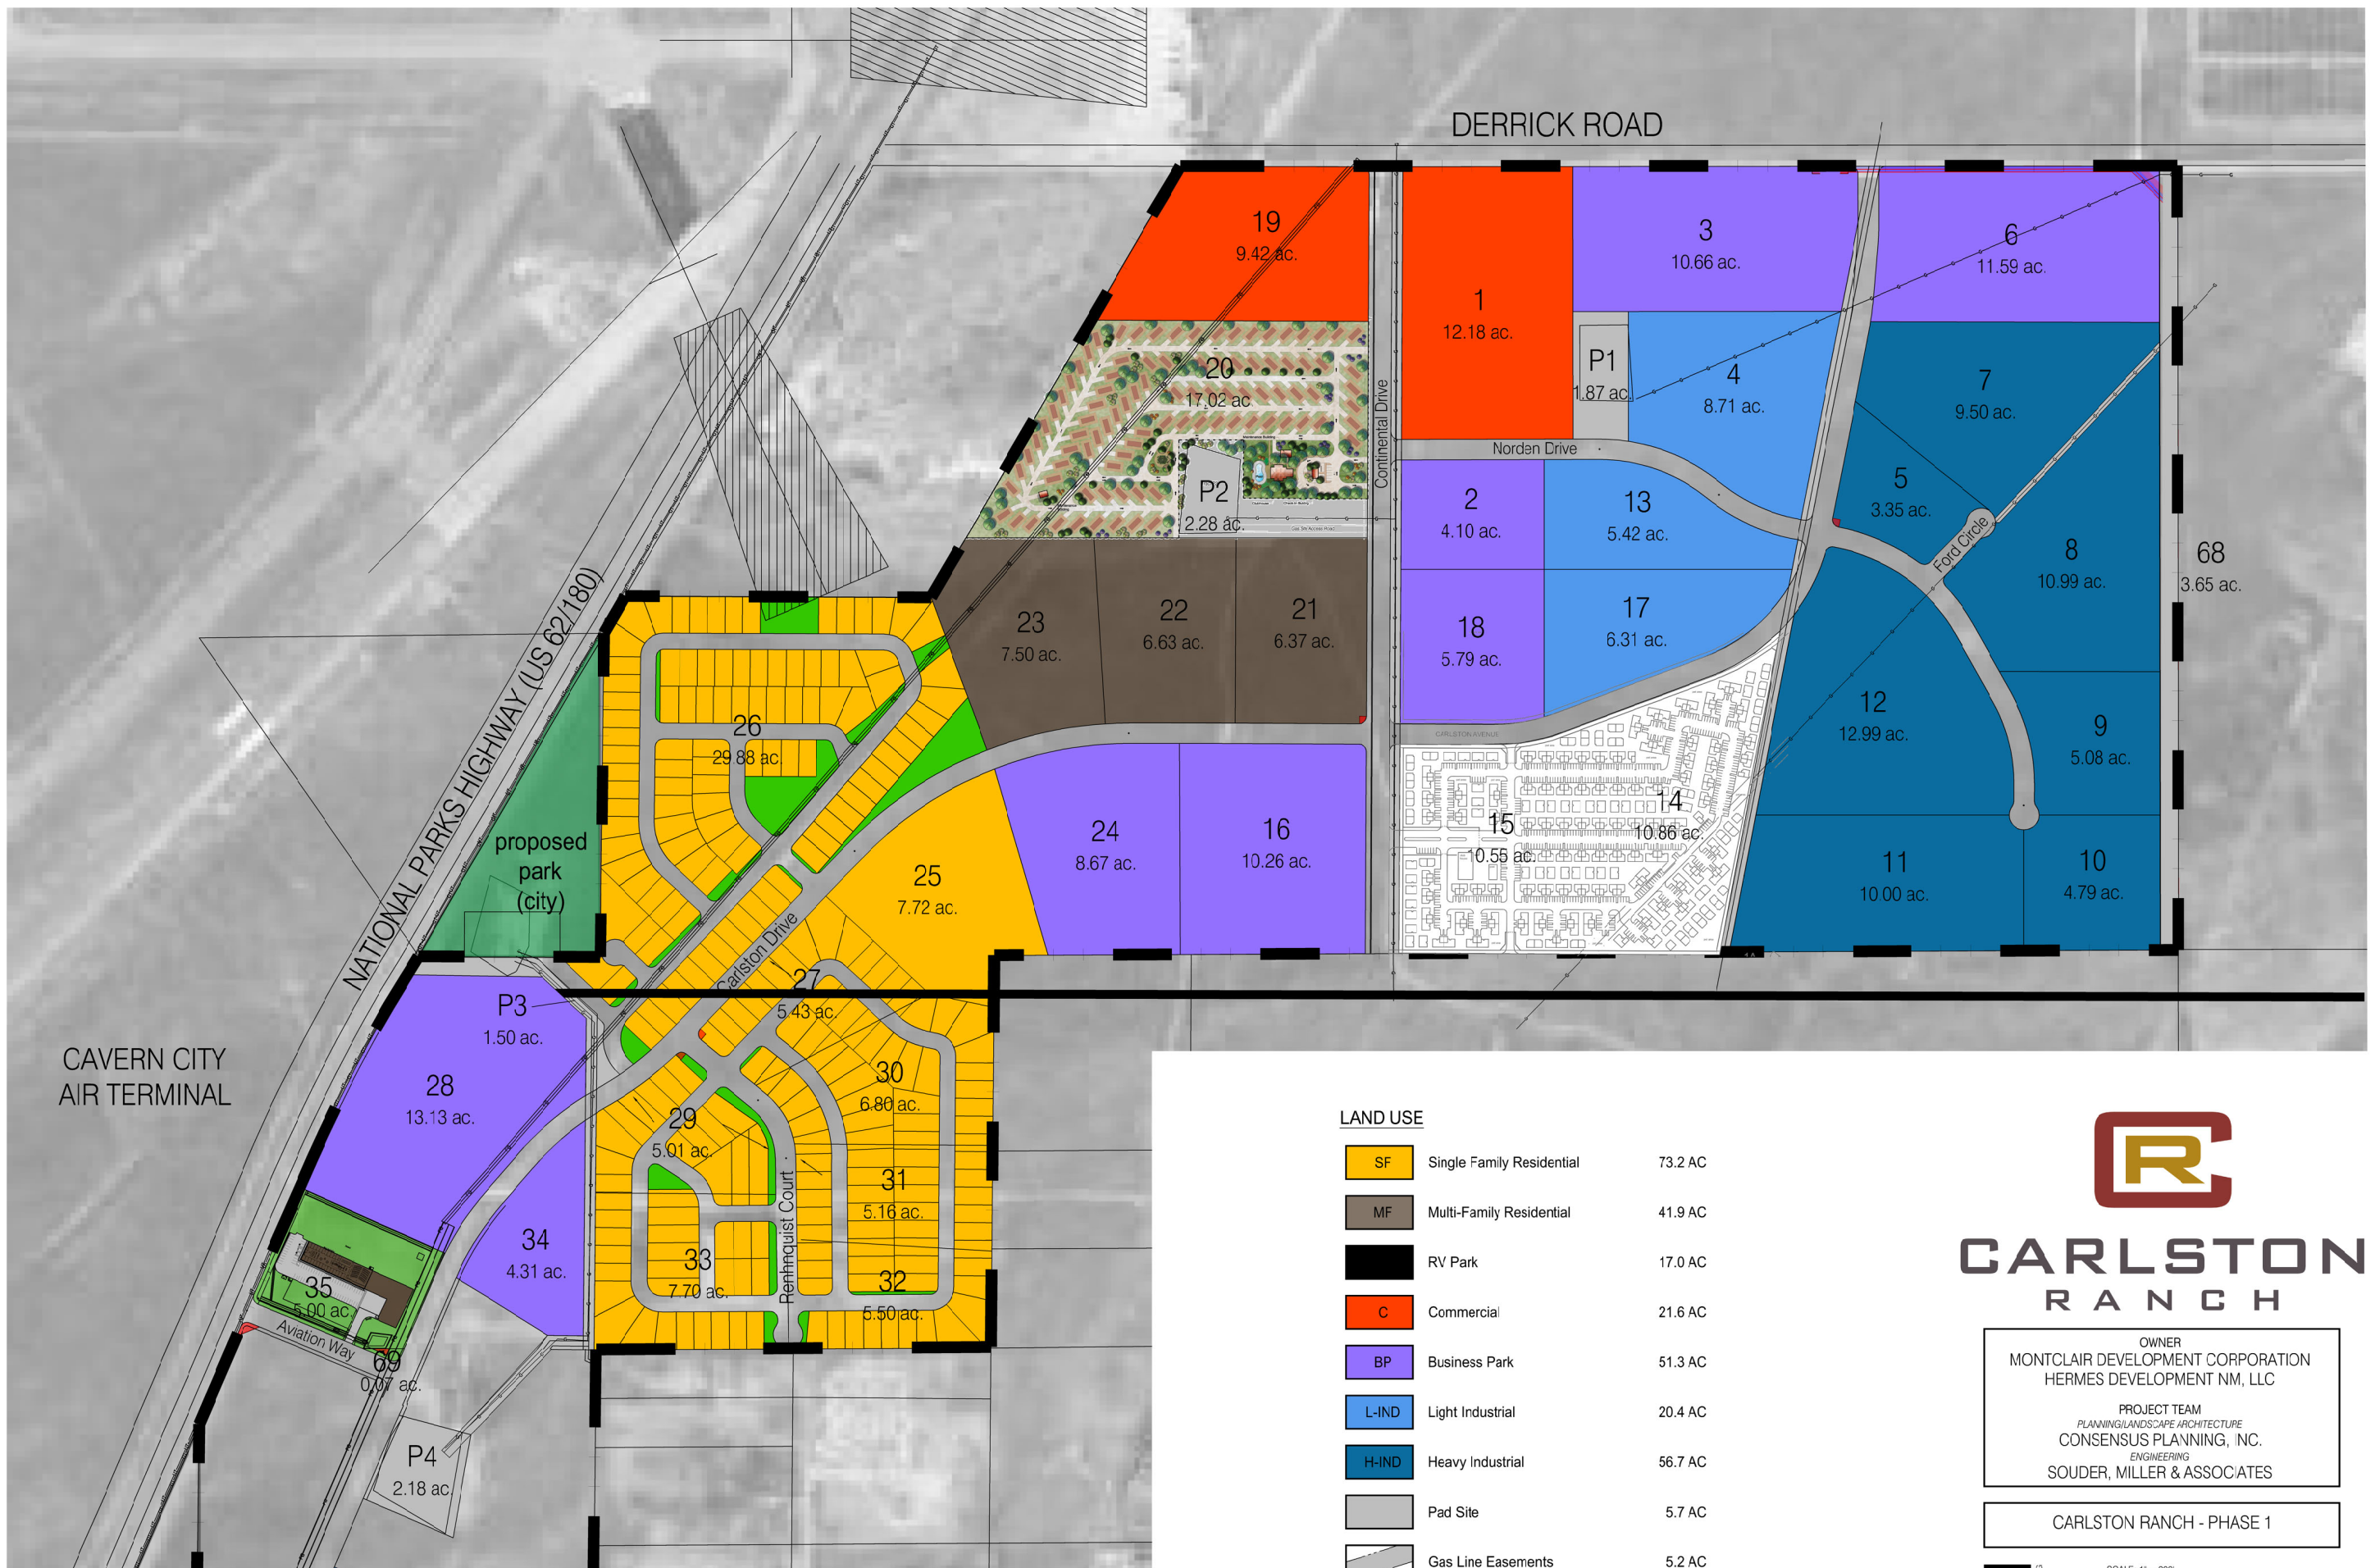 DERRICK ROAD
19
9.42 ac.
1
12.18 ac.
3
10.66 ac.
6
11.59 ac.
20
17.02 ac.
P1
1.87 ac.
4
8.71 ac.
7
9.50 ac.
Continental Drive
Norden Drive
P2
2.28 ac.
Gas Site Access Road
Maintenance Building
2
4.10 ac.
13
5.42 ac.
5
3.35 ac.
Ford Circle
8
10.99 ac.
68
3.65 ac.
NATIONAL PARKS HIGHWAY (US 62/180)
23
7.50 ac.
22
6.63 ac.
21
6.37 ac.
18
5.79 ac.
17
6.31 ac.
26
29.88 ac.
CARLSTON AVENUE
12
12.99 ac.
9
5.08 ac.
proposed
park
(city)
25
7.72 ac.
24
8.67 ac.
16
10.26 ac.
15
10.55 ac.
14
10.86 ac.
11
10.00 ac.
10
4.79 ac.
Carlston Drive
27
5.43 ac.
P3
1.50 ac.
CAVERN CITY
AIR TERMINAL
28
13.13 ac.
30
6.80 ac.
29
5.01 ac.
31
5.16 ac.
Renhnquist Court
34
4.31 ac.
33
7.70 ac.
32
5.50 ac.
35
5.00 ac.
Aviation Way
69
0.07 ac.
P4
2.18 ac.
LAND USE
SF Single Family Residential 73.2 AC
MF Multi-Family Residential 41.9 AC
RV Park 17.0 AC
C Commercial 21.6 AC
BP Business Park 51.3 AC
L-IND Light Industrial 20.4 AC
H-IND Heavy Industrial 56.7 AC
Pad Site 5.7 AC
Gas Line Easements 5.2 AC
CR
CARLSTON
RANCH
OWNER
MONTCLAIR DEVELOPMENT CORPORATION
HERMES DEVELOPMENT NM, LLC
PROJECT TEAM
PLANNING/LANDSCAPE ARCHITECTURE
CONSENSUS PLANNING, INC.
ENGINEERING
SOUDER, MILLER & ASSOCIATES
CARLSTON RANCH - PHASE 1